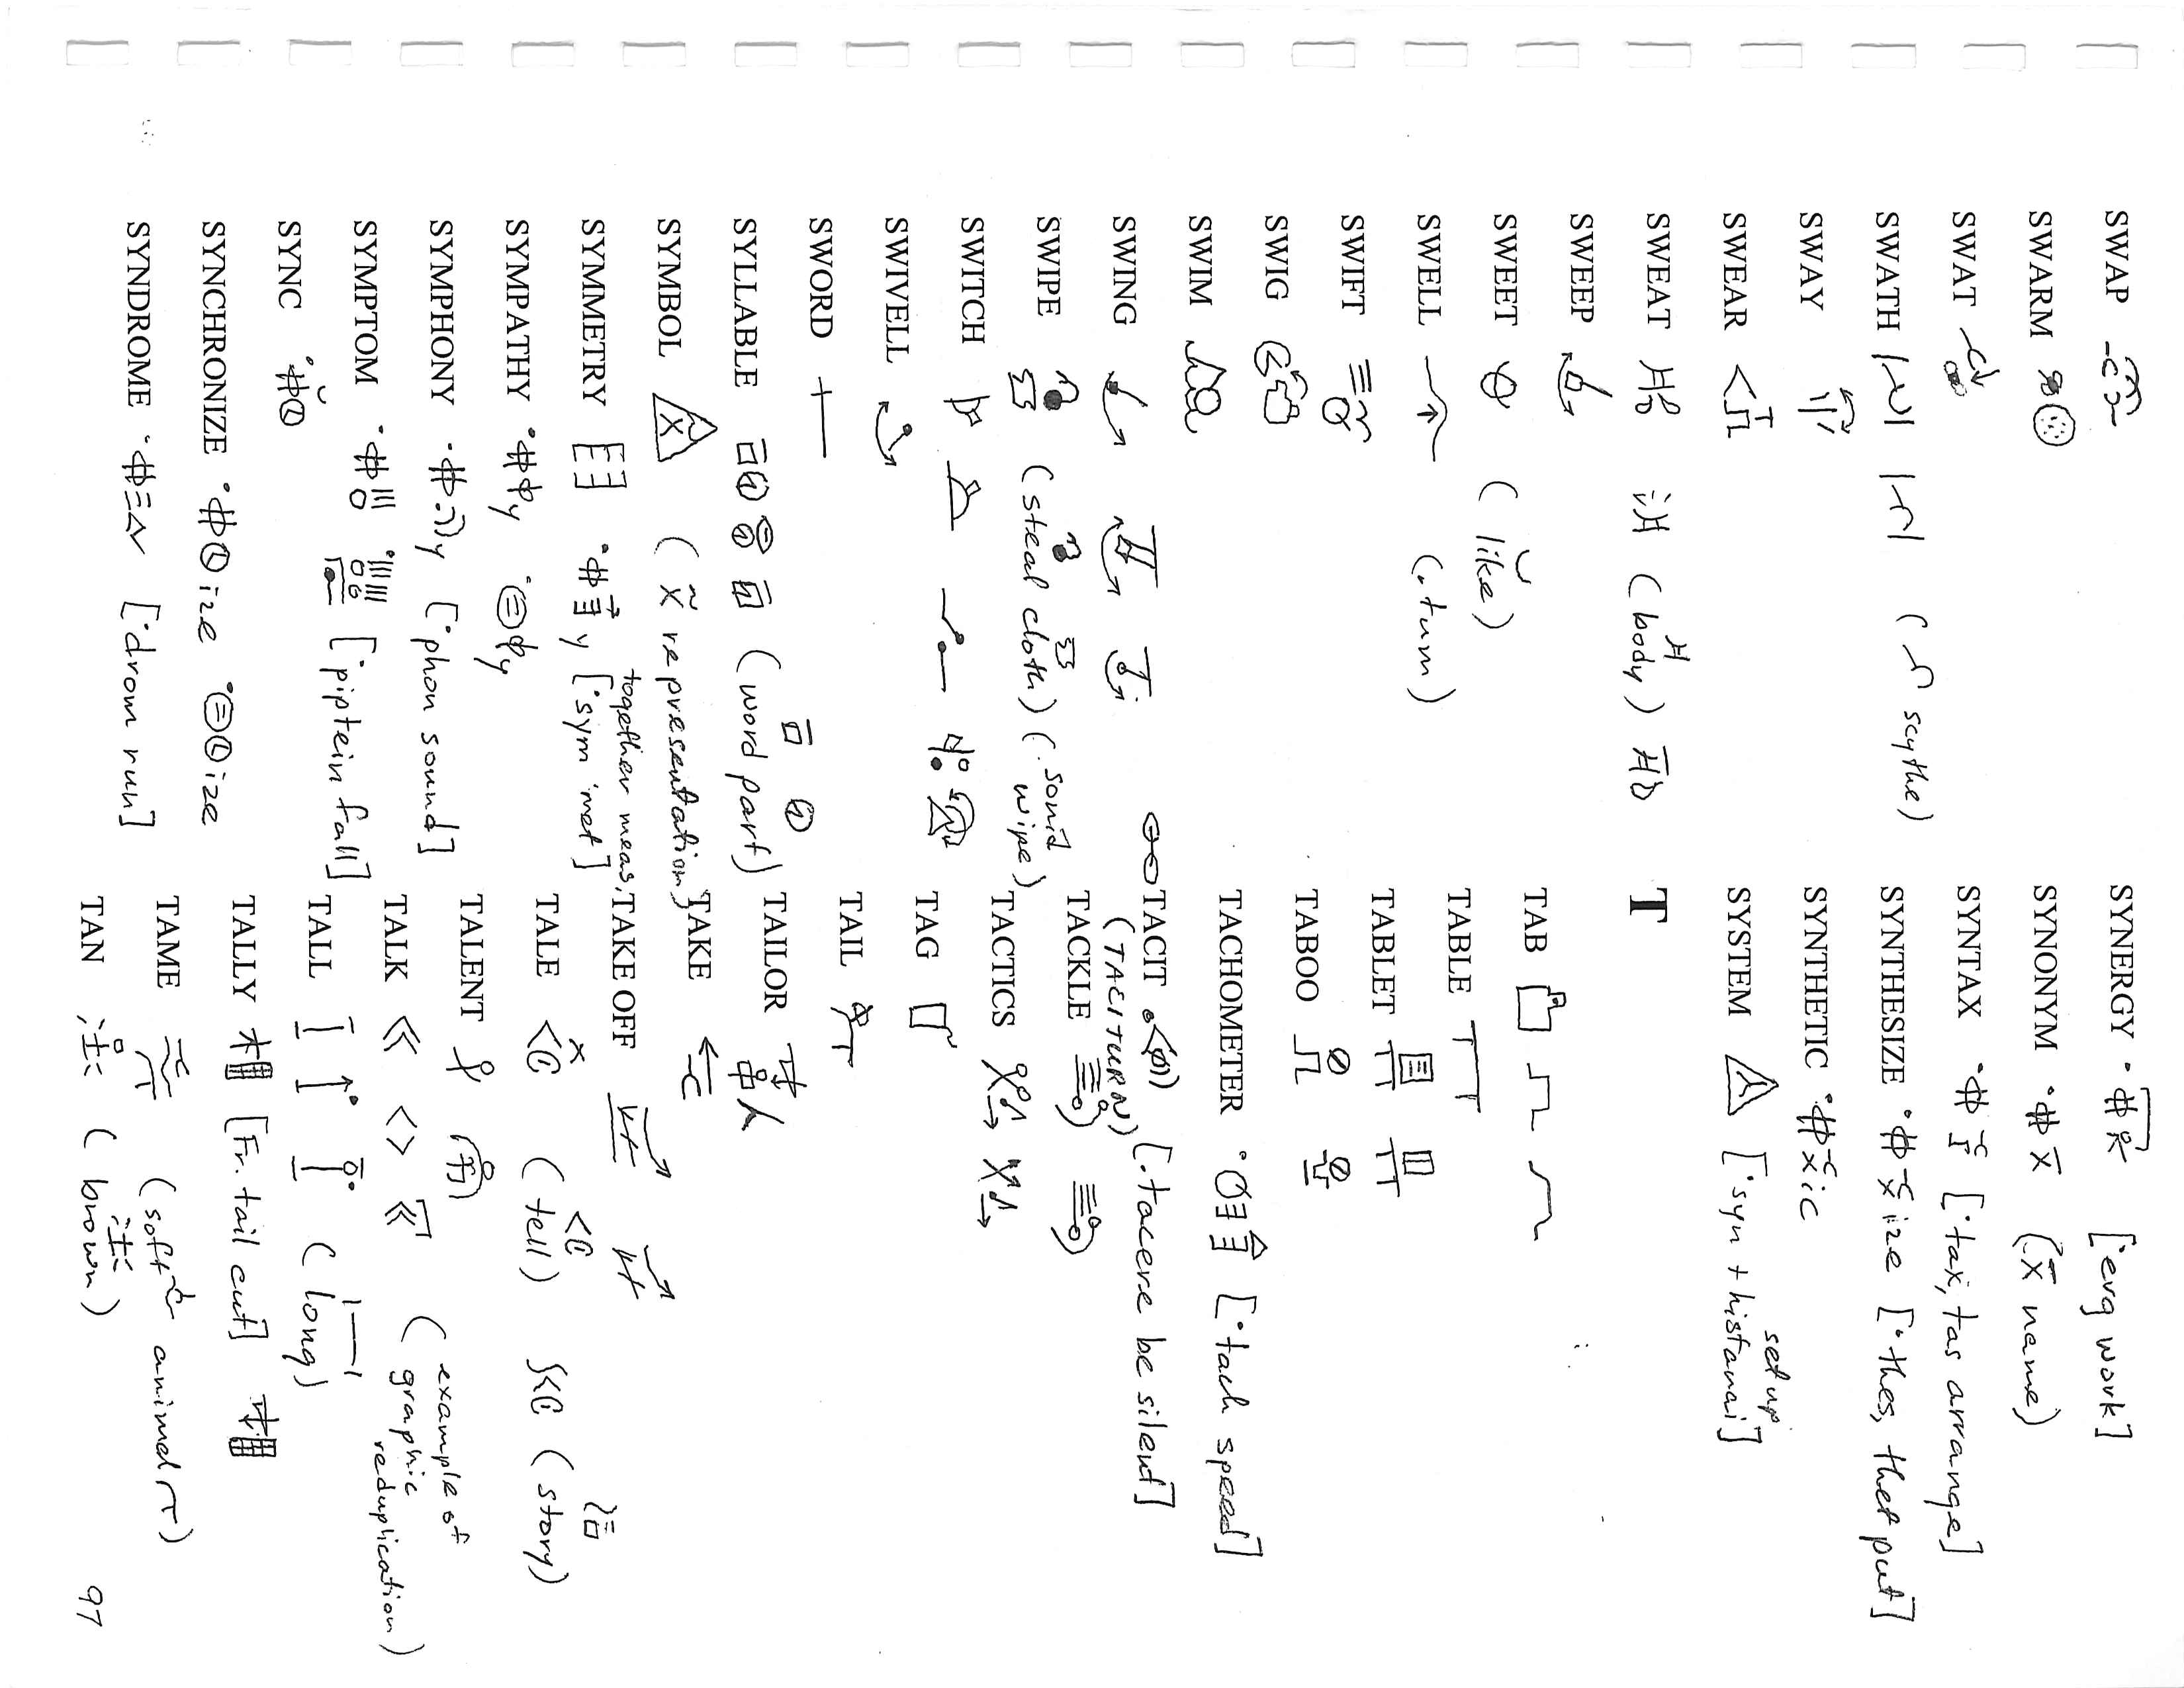 SWAP
SWARM
SWAT
SWATH ( scythe)
SWAY
SWEAR
SWEAT (body)
SWEEP
SWEET (like)
SWELL (.turn)
SWIFT
SWIG
SWIM
SWING
SWIPE (steal cloth) (.sound wipe)
SWITCH
SWIVELL
SWORD
SYLLABLE (word part)
SYMBOL (x̃ representation)
SYMMETRY y ['sym 'met]
together meas.
SYMPATHY y y
SYMPHONY y ['phon sound]
SYMPTOM ['piptein fall]
SYNC
SYNCHRONIZE ize ize
SYNDROME ['drom run]
SYNERGY ['erg work]
SYNONYM (x̄ name)
SYNTAX ['tax, tas arrange]
SYNTHESIZE ize ['thes, thet put]
SYNTHETIC ic
SYSTEM ['syn + histanai]
set up
T
TAB
TABLE
TABLET
TABOO
TACHOMETER ['tach speed]
TACIT [.tacere be silent]
(TACITURN)
TACKLE
TACTICS
TAG
TAIL
TAILOR
TAKE
TAKE OFF
TALE (tell) (story)
TALENT
TALK (example of
graphic
reduplication)
TALL (long)
TALLY [Fr. tail cut]
TAME (soft animal)
TAN (brown)
97